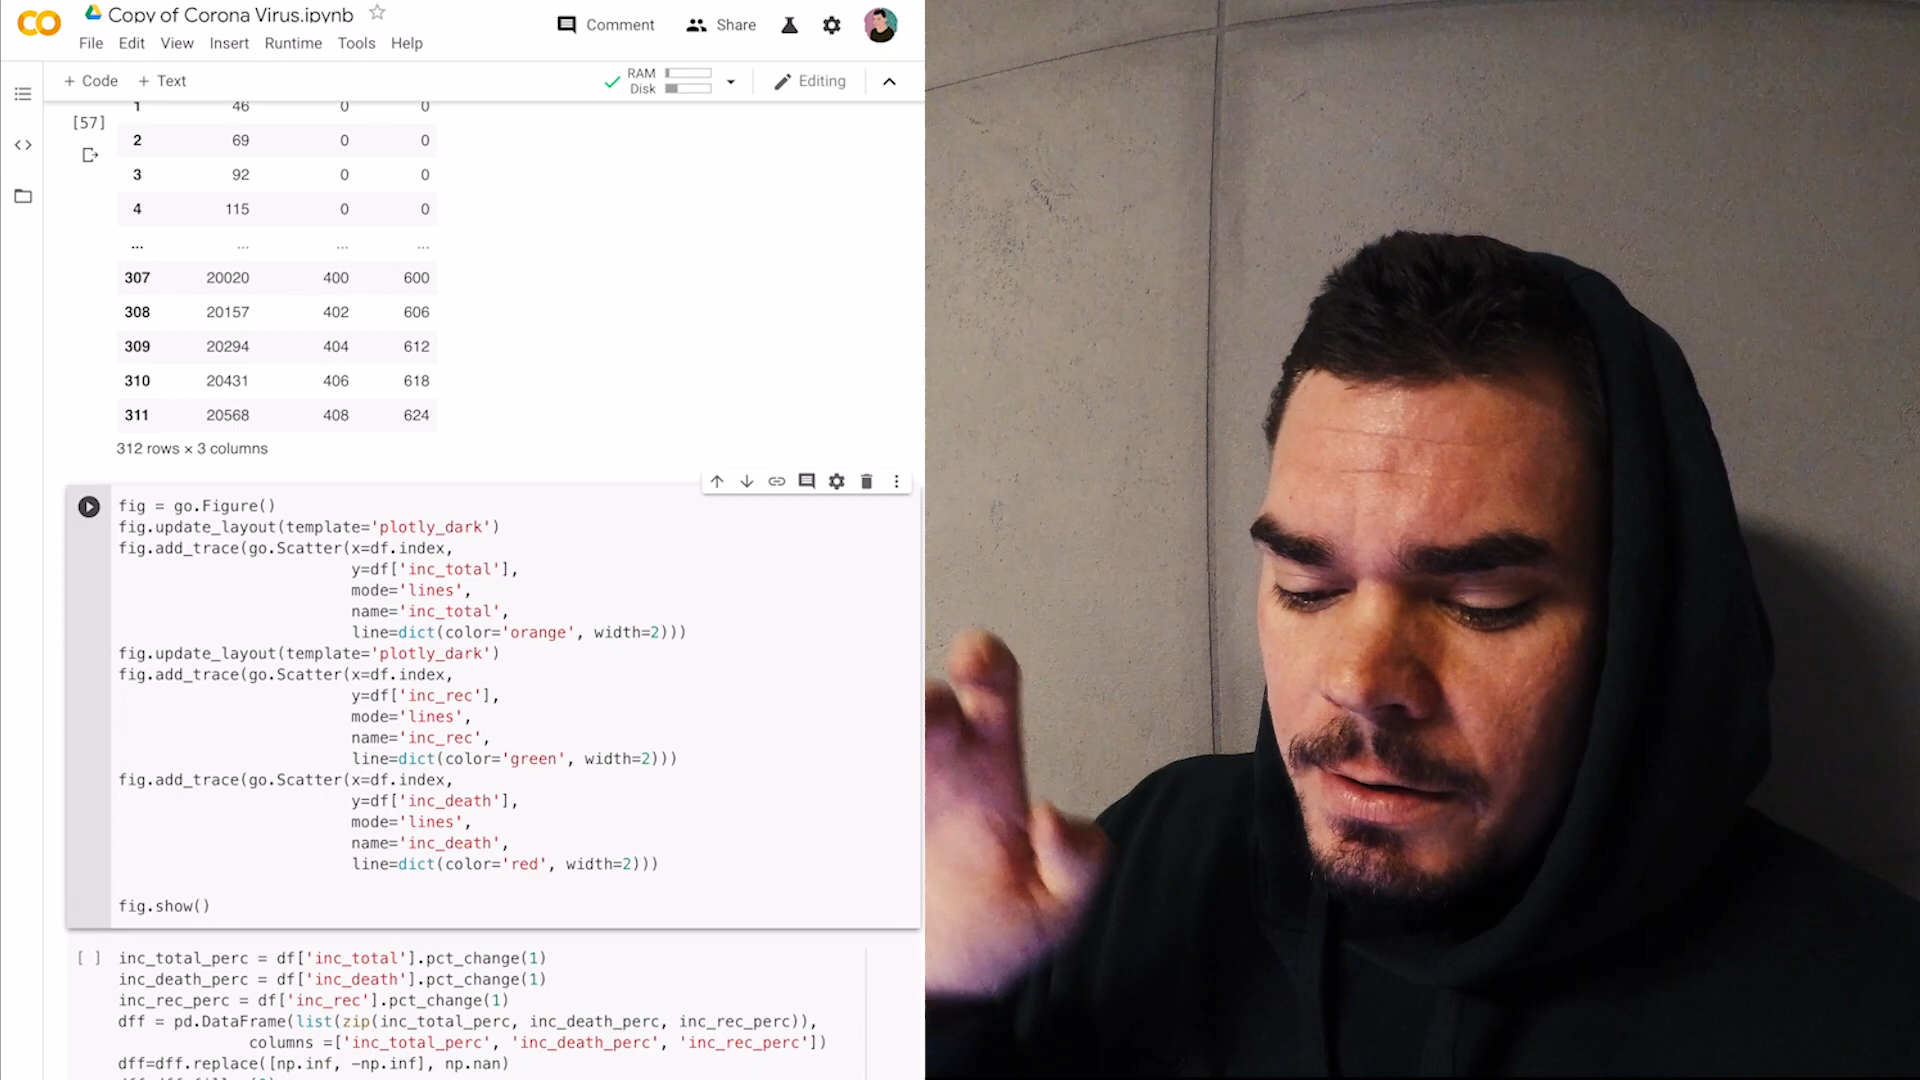 CO
Copy of Corona Virus.ipynb
Comment
Share
File Edit View Insert Runtime Tools Help
+ Code + Text
RAM
Disk
Editing
[57]
1 46 0 0
2 69 0 0
3 92 0 0
4 115 0 0
... ... ... ...
307 20020 400 600
308 20157 402 606
309 20294 404 612
310 20431 406 618
311 20568 408 624
312 rows × 3 columns
fig = go.Figure()
fig.update_layout(template='plotly_dark')
fig.add_trace(go.Scatter(x=df.index,
y=df['inc_total'],
mode='lines',
name='inc_total',
line=dict(color='orange', width=2)))
fig.update_layout(template='plotly_dark')
fig.add_trace(go.Scatter(x=df.index,
y=df['inc_rec'],
mode='lines',
name='inc_rec',
line=dict(color='green', width=2)))
fig.add_trace(go.Scatter(x=df.index,
y=df['inc_death'],
mode='lines',
name='inc_death',
line=dict(color='red', width=2)))
fig.show()
[ ] inc_total_perc = df['inc_total'].pct_change(1)
inc_death_perc = df['inc_death'].pct_change(1)
inc_rec_perc = df['inc_rec'].pct_change(1)
dff = pd.DataFrame(list(zip(inc_total_perc, inc_death_perc, inc_rec_perc)),
columns =['inc_total_perc', 'inc_death_perc', 'inc_rec_perc'])
dff=dff.replace([np.inf, -np.inf], np.nan)